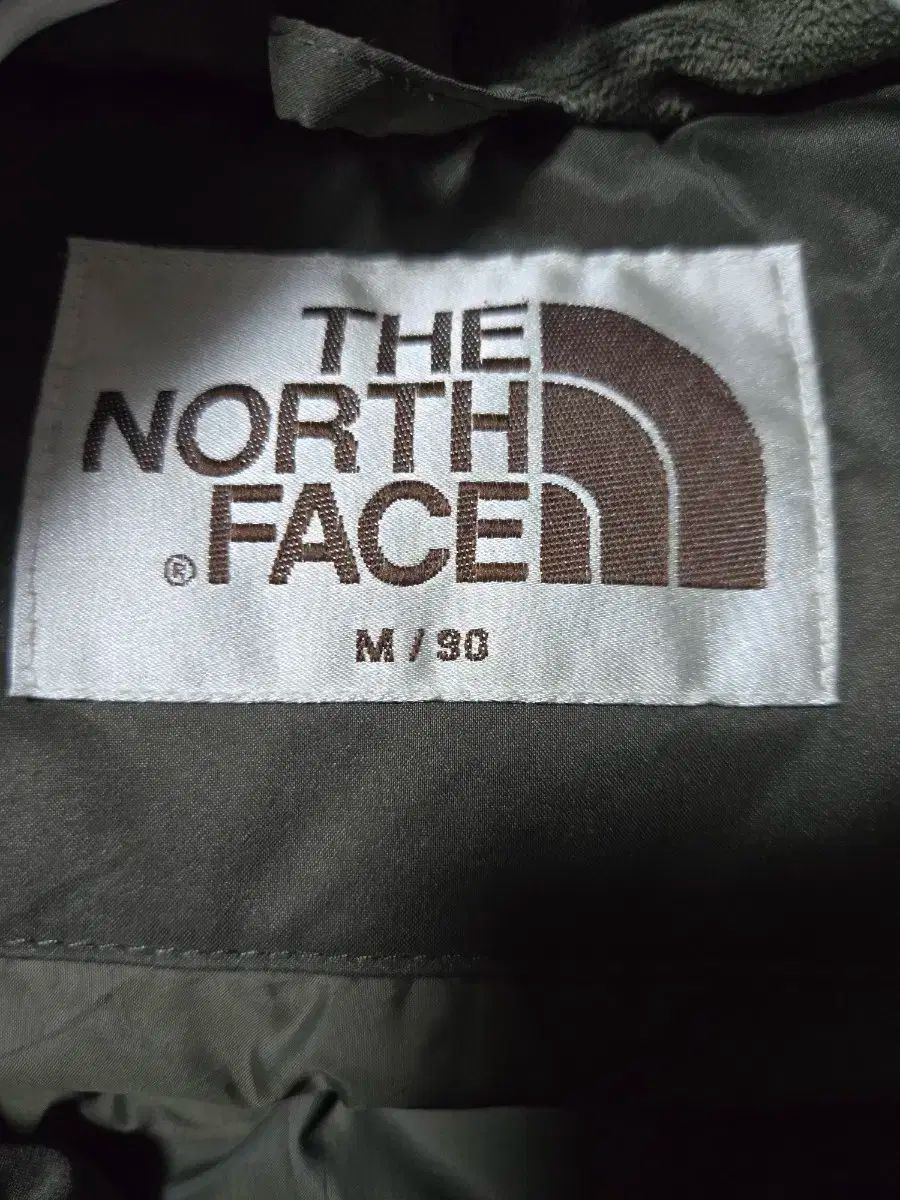 THE
NORTH
FACE
®
M / 90